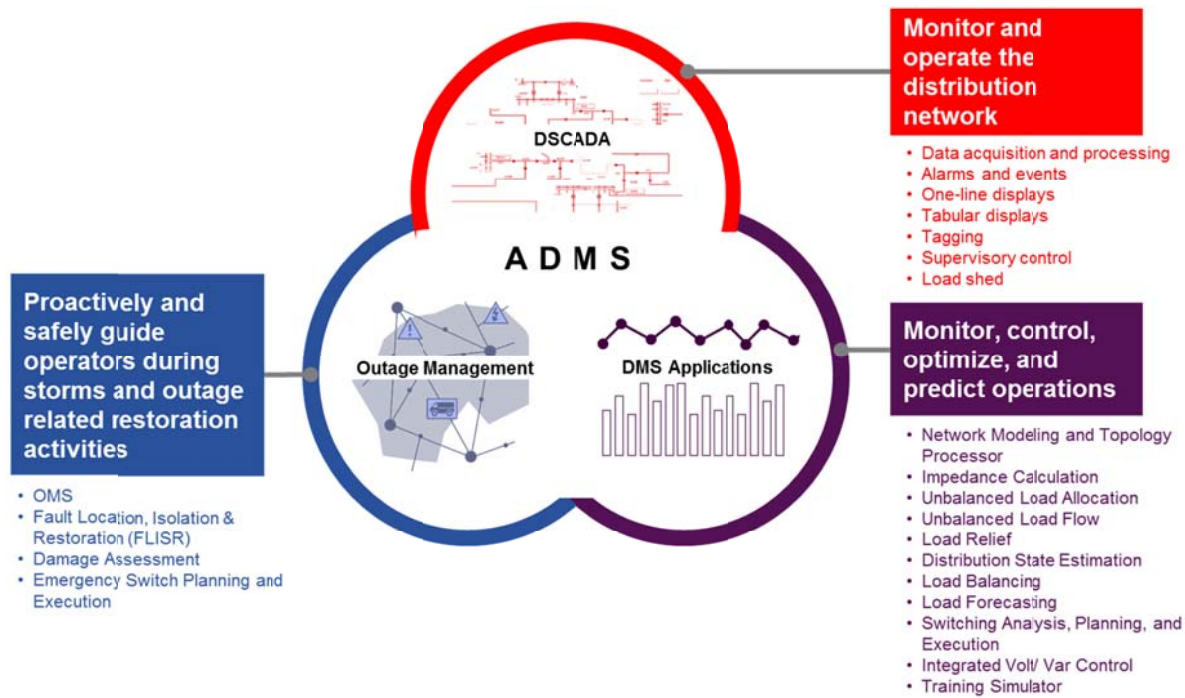 Monitor and
operate the
distribution
network
• Data acquisition and processing
• Alarms and events
• One-line displays
• Tabular displays
• Tagging
• Supervisory control
• Load shed
DSCADA
ADMS
Outage Management
DMS Applications
Proactively and
safely guide
operators during
storms and outage
related restoration
activities
• OMS
• Fault Location, Isolation &
Restoration (FLISR)
• Damage Assessment
• Emergency Switch Planning and
Execution
Monitor, control,
optimize, and
predict operations
• Network Modeling and Topology
Processor
• Impedance Calculation
• Unbalanced Load Allocation
• Unbalanced Load Flow
• Load Relief
• Distribution State Estimation
• Load Balancing
• Load Forecasting
• Switching Analysis, Planning, and
Execution
• Integrated Volt/ Var Control
• Training Simulator